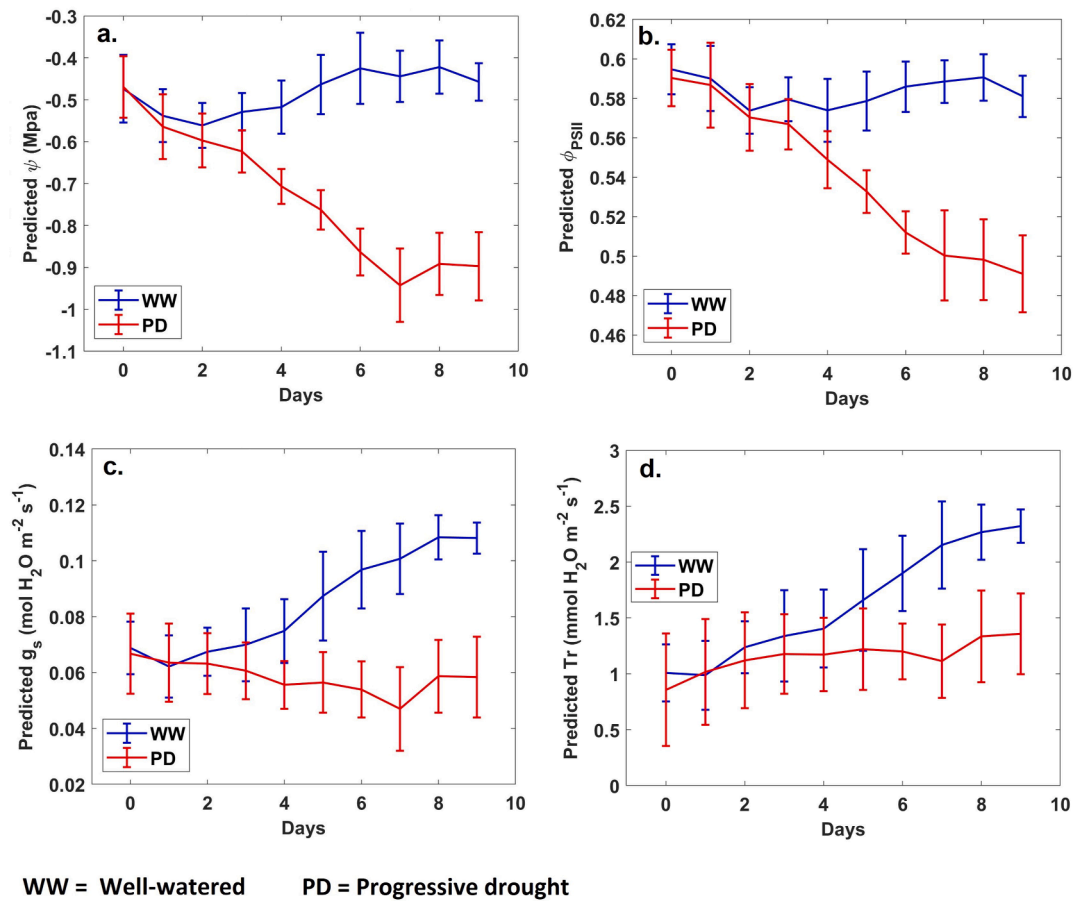 a.
Predicted ψ (Mpa)
-0.3
-0.4
-0.5
-0.6
-0.7
-0.8
-0.9
-1
-1.1
WW
PD
0 2 4 6 8 10
Days
b.
Predicted ϕPSII
0.62
0.6
0.58
0.56
0.54
0.52
0.5
0.48
0.46
WW
PD
0 2 4 6 8 10
Days
c.
Predicted gs (mol H2O m-2 s-1)
0.14
0.12
0.1
0.08
0.06
0.04
0.02
WW
PD
0 2 4 6 8 10
Days
d.
Predicted Tr (mmol H2O m-2 s-1)
3
2.5
2
1.5
1
0.5
0
WW
PD
0 2 4 6 8 10
Days
WW = Well-watered PD = Progressive drought